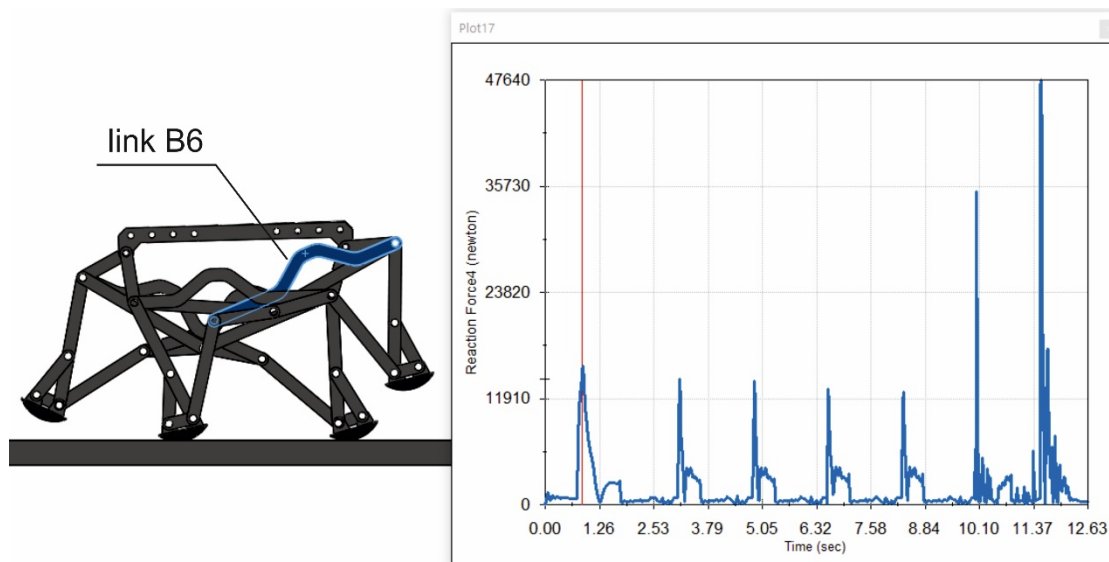 link B6
Plot17
Reaction Force4 (newton)
47640
35730
23820
11910
0
0.00 1.26 2.53 3.79 5.05 6.32 7.58 8.84 10.10 11.37 12.63
Time (sec)